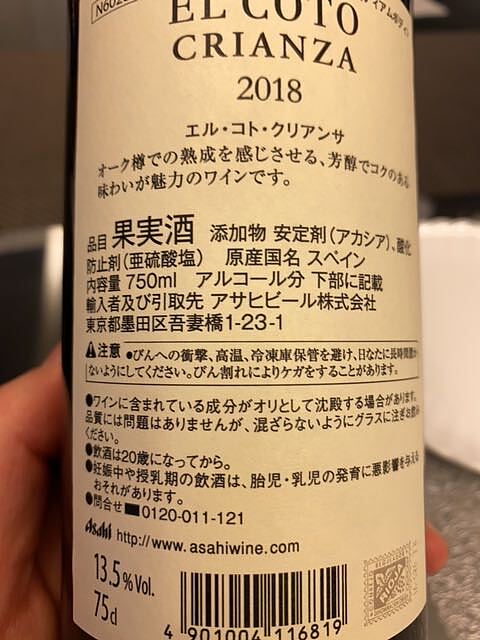 EL COTO
CRIANZA
2018
エル・コト・クリアンサ
オーク樽での熟成を感じさせる、芳醇でコクのある
味わいが魅力のワインです。
品目 果実酒 添加物 安定剤(アカシア)、酸化
防止剤(亜硫酸塩) 原産国名 スペイン
内容量 750ml アルコール分 下部に記載
輸入者及び引取先 アサヒビール株式会社
東京都墨田区吾妻橋1-23-1
注意 ●びんへの衝撃、高温、冷凍庫保管を避け、日なたに長時間置か
ないようにしてください。びん割れによりケガをすることがあります。
●ワインに含まれている成分がオリとして沈殿する場合があります。
品質には問題はありませんが、混ざらないようにグラスに注ぎお飲み
ください。
●飲酒は20歳になってから。
●妊娠中や授乳期の飲酒は、胎児・乳児の発育に悪影響を与える
おそれがあります。
●問合せ 0120-011-121
Asahi http://www.asahiwine.com
13.5% Vol.
75cl
4 901004 116819